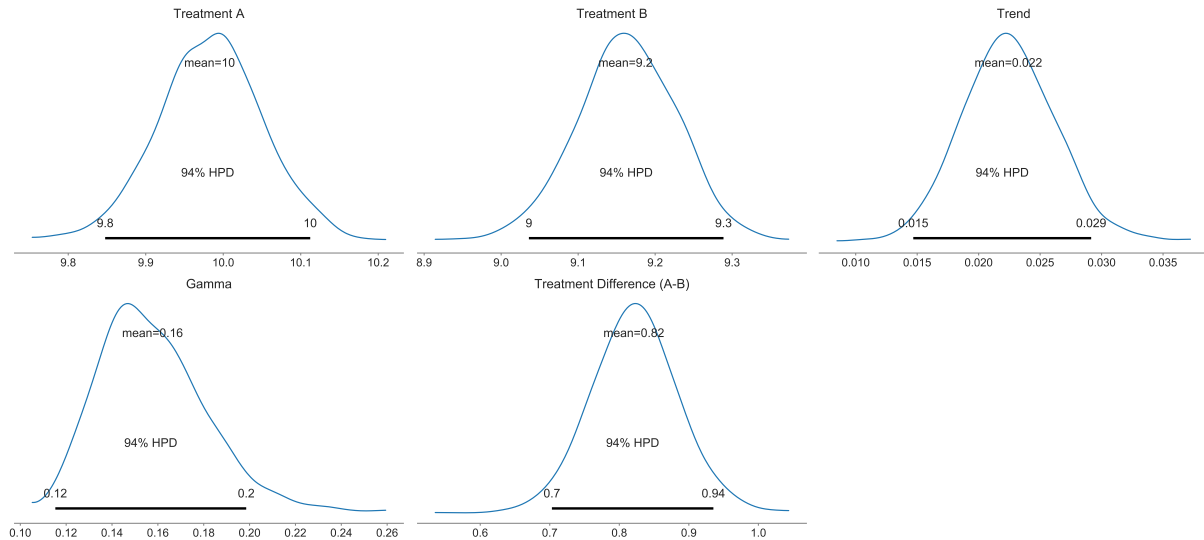 Treatment A
mean=10
94% HPD
9.8 10
9.8 9.9 10.0 10.1 10.2
Treatment B
mean=9.2
94% HPD
9 9.3
8.9 9.0 9.1 9.2 9.3
Trend
mean=0.022
94% HPD
0.015 0.029
0.010 0.015 0.020 0.025 0.030 0.035
Gamma
mean=0.16
94% HPD
0.12 0.2
0.10 0.12 0.14 0.16 0.18 0.20 0.22 0.24 0.26
Treatment Difference (A-B)
mean=0.82
94% HPD
0.7 0.94
0.6 0.7 0.8 0.9 1.0